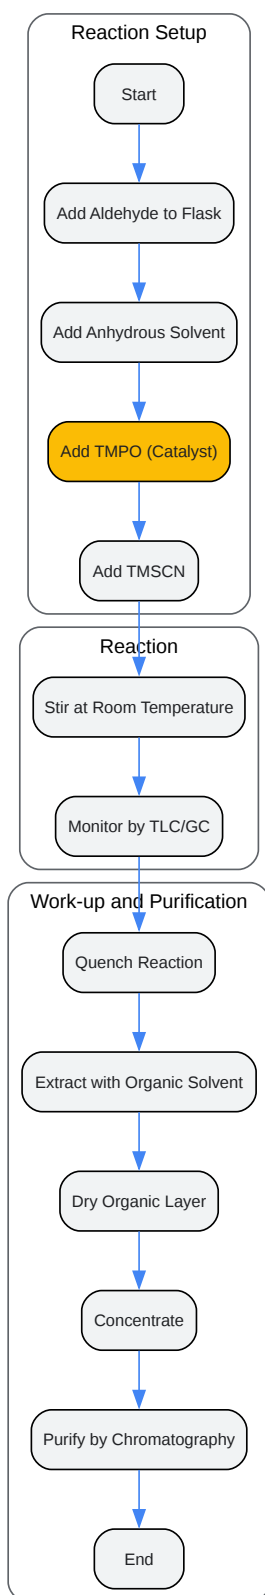 Reaction Setup
Start
Add Aldehyde to Flask
Add Anhydrous Solvent
Add TMPO (Catalyst)
Add TMSCN
Reaction
Stir at Room Temperature
Monitor by TLC/GC
Work-up and Purification
Quench Reaction
Extract with Organic Solvent
Dry Organic Layer
Concentrate
Purify by Chromatography
End